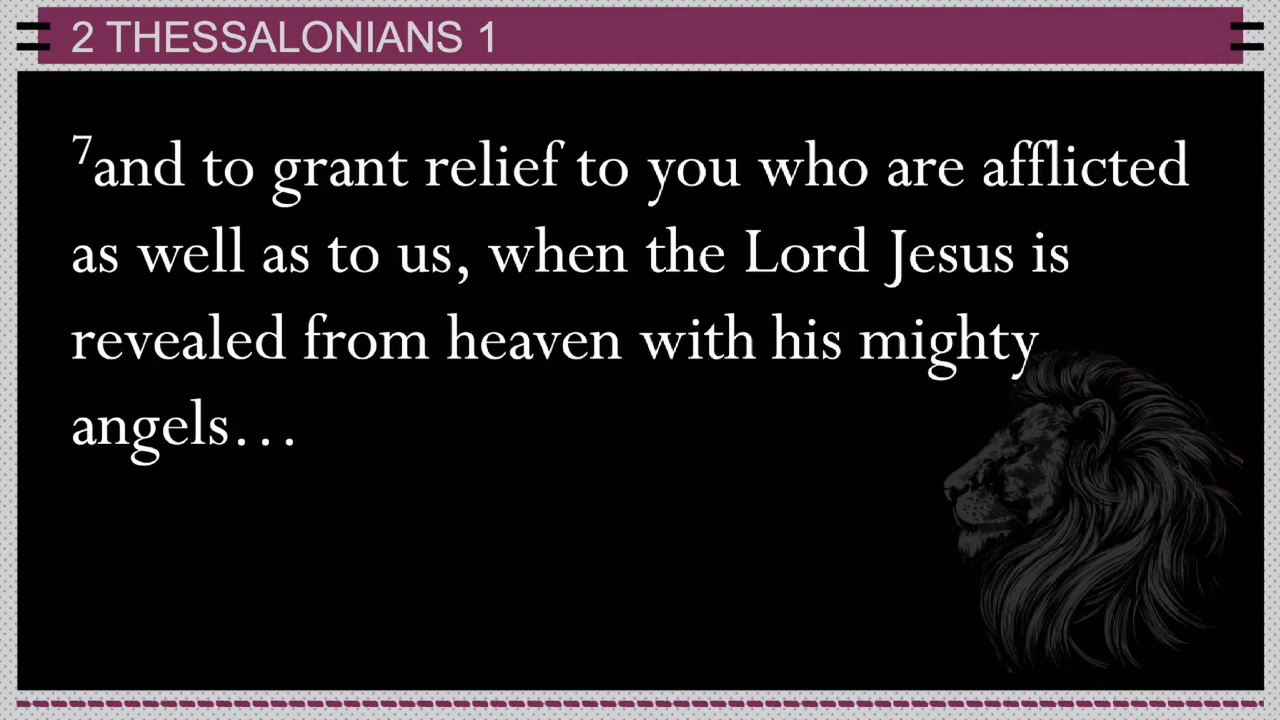 2 THESSALONIANS 1
⁷and to grant relief to you who are afflicted
as well as to us, when the Lord Jesus is
revealed from heaven with his mighty
angels…